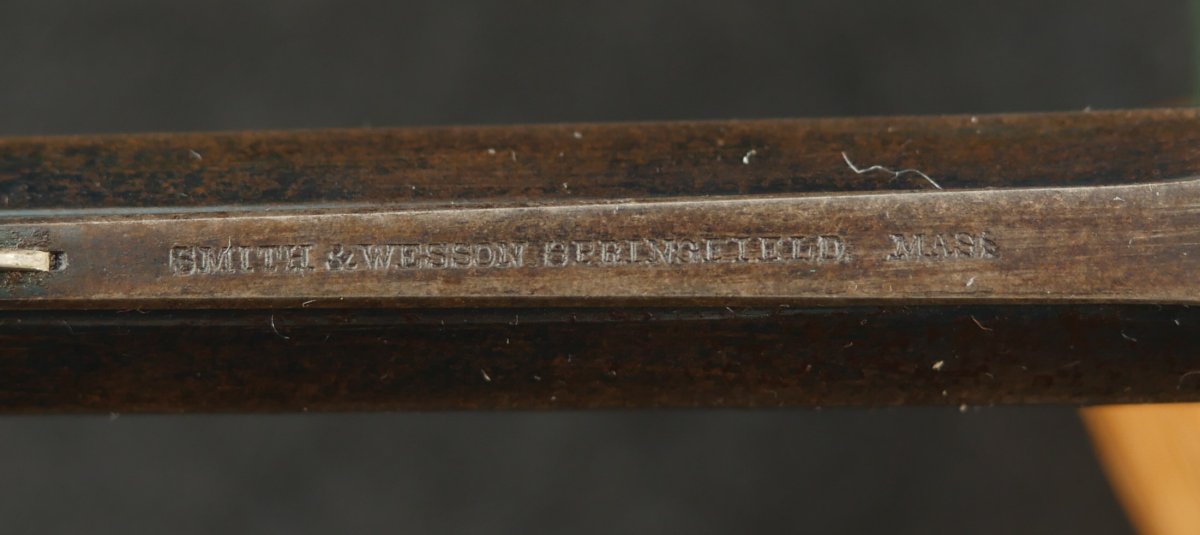 SMITH & WESSON SPRINGFIELD. MASS